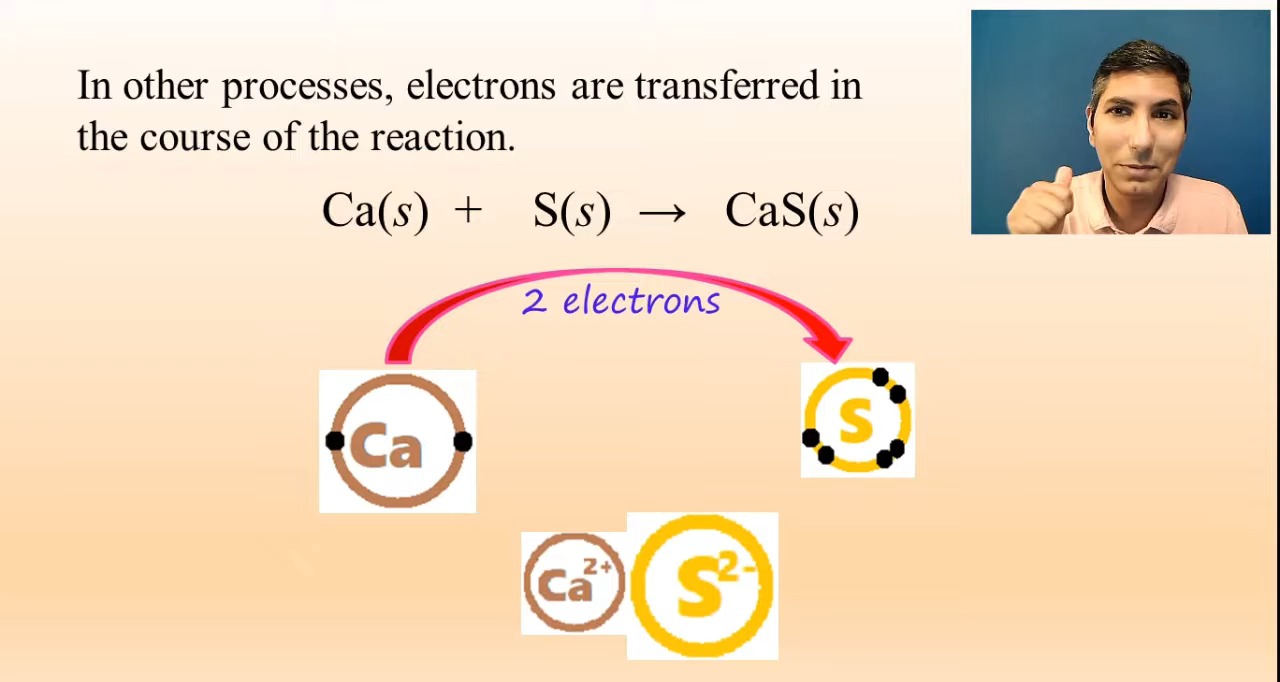 In other processes, electrons are transferred in
the course of the reaction.
Ca(s) + S(s) → CaS(s)
2 electrons
Ca
S
Ca²⁺
S²⁻